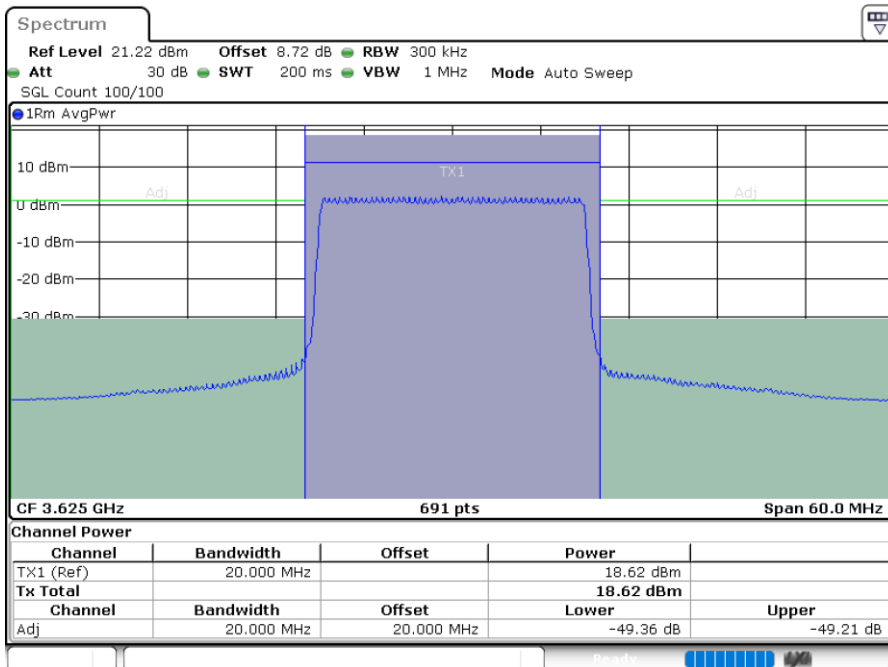 Spectrum
Ref Level 21.22 dBm Offset 8.72 dB RBW 300 kHz
Att 30 dB SWT 200 ms VBW 1 MHz Mode Auto Sweep
SGL Count 100/100
1Rm AvgPwr
10 dBm
TX1
Adj Adj
0 dBm
-10 dBm
-20 dBm
-30 dBm
CF 3.625 GHz 691 pts Span 60.0 MHz
Channel Power
Channel Bandwidth Offset Power
TX1 (Ref) 20.000 MHz 18.62 dBm
Tx Total 18.62 dBm
Channel Bandwidth Offset Lower Upper
Adj 20.000 MHz 20.000 MHz -49.36 dB -49.21 dB
Ready